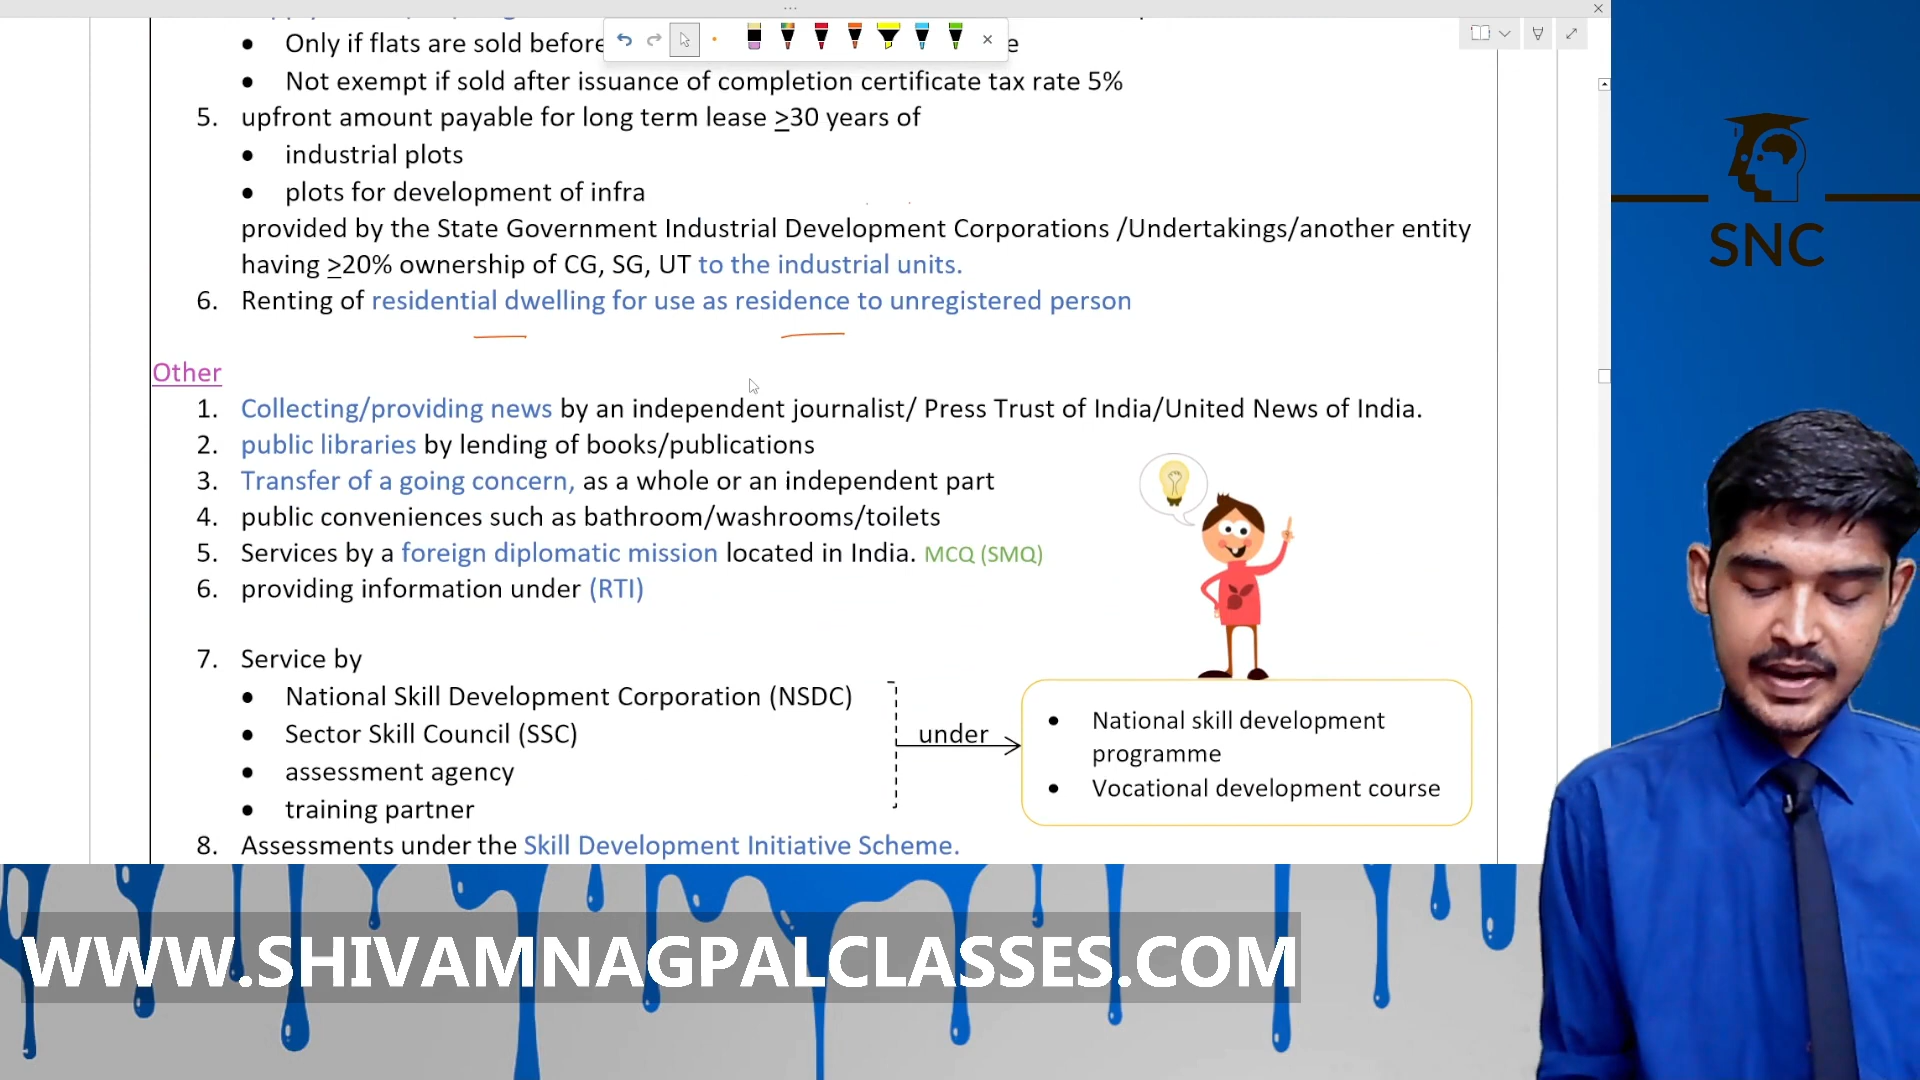 Only if flats are sold before
Not exempt if sold after issuance of completion certificate tax rate 5%
5. upfront amount payable for long term lease >30 years of
industrial plots
plots for development of infra
provided by the State Government Industrial Development Corporations /Undertakings/another entity
having >20% ownership of CG, SG, UT to the industrial units.
6. Renting of residential dwelling for use as residence to unregistered person
Other
1. Collecting/providing news by an independent journalist/ Press Trust of India/United News of India.
2. public libraries by lending of books/publications
3. Transfer of a going concern, as a whole or an independent part
4. public conveniences such as bathroom/washrooms/toilets
5. Services by a foreign diplomatic mission located in India. MCQ (SMQ)
6. providing information under (RTI)
7. Service by
National Skill Development Corporation (NSDC)
Sector Skill Council (SSC)
assessment agency
training partner
under
National skill development
programme
Vocational development course
8. Assessments under the Skill Development Initiative Scheme.
SNC
WWW.SHIVAMNAGPALCLASSES.COM